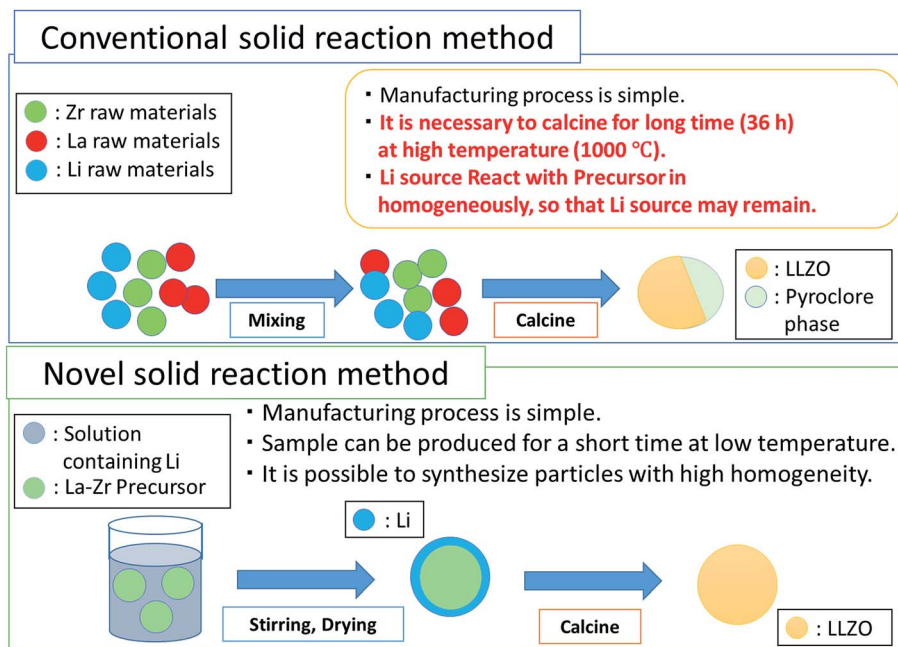 Conventional solid reaction method
: Zr raw materials
: La raw materials
: Li raw materials
・Manufacturing process is simple.
・It is necessary to calcine for long time (36 h)
at high temperature (1000 ℃).
・Li source React with Precursor in
homogeneously, so that Li source may remain.
Mixing
Calcine
: LLZO
: Pyroclore
phase
Novel solid reaction method
: Solution
containing Li
: La-Zr Precursor
・Manufacturing process is simple.
・Sample can be produced for a short time at low temperature.
・It is possible to synthesize particles with high homogeneity.
: Li
Stirring, Drying
Calcine
: LLZO